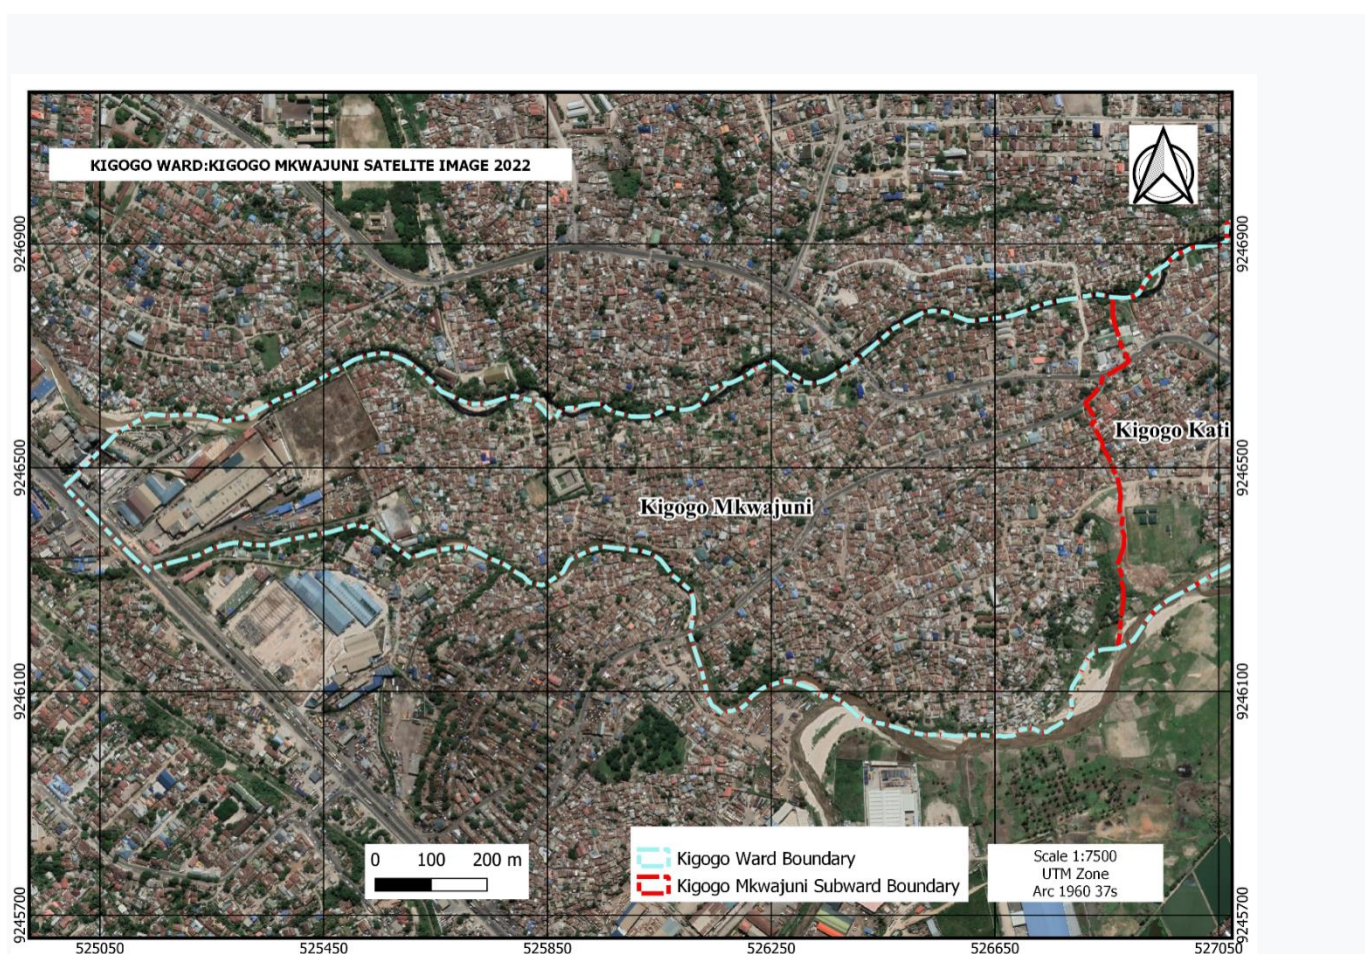 KIGOGO WARD:KIGOGO MKWAJUNI SATELITE IMAGE 2022
9246900
9246900
Kigogo Kati
9246500
9246500
Kigogo Mkwajuni
9246100
9246100
0 100 200 m
Kigogo Ward Boundary
Kigogo Mkwajuni Subward Boundary
Scale 1:7500
UTM Zone
Arc 1960 37s
9245700
9245700
525050 525450 525850 526250 526650 527050